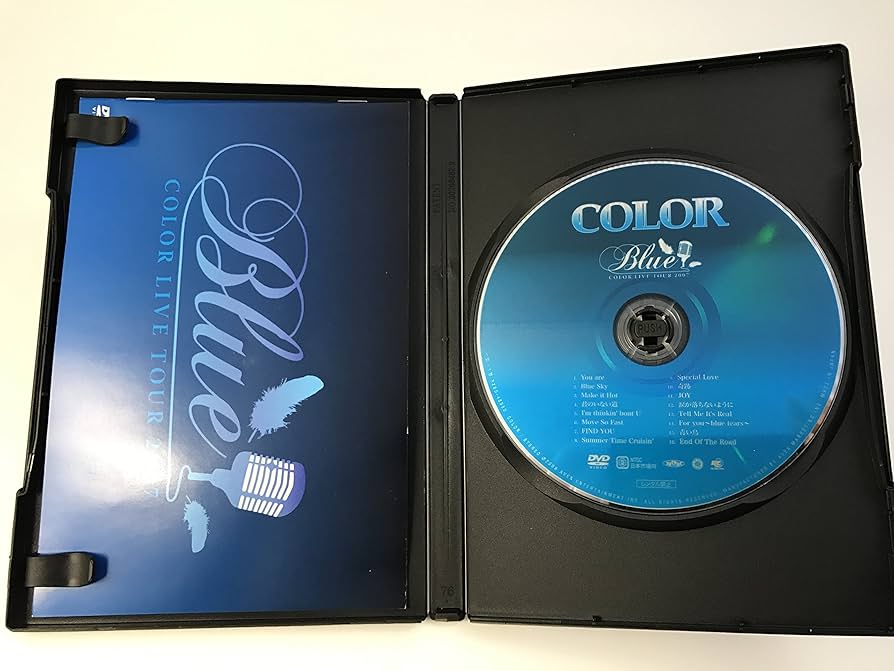 Blue
COLOR LIVE TOUR 2007
COLOR
Blue
COLOR LIVE TOUR 2007
PUSH
1. You are
2. Blue Sky
3. Make it Hot
4. 君のいない道
5. I'm thinkin' bout U
6. Move So Fast
7. FIND YOU
8. Summer Time Cruisin'
9. Special Love
10. 奇跡
11. JOY
12. 涙が落ちないように
13. Tell Me It's Real
14. For you~blue tears~
15. 青い鳥
16. End Of The Road
DVD
VIDEO
NTSC
日本市場向
レンタル禁止
76